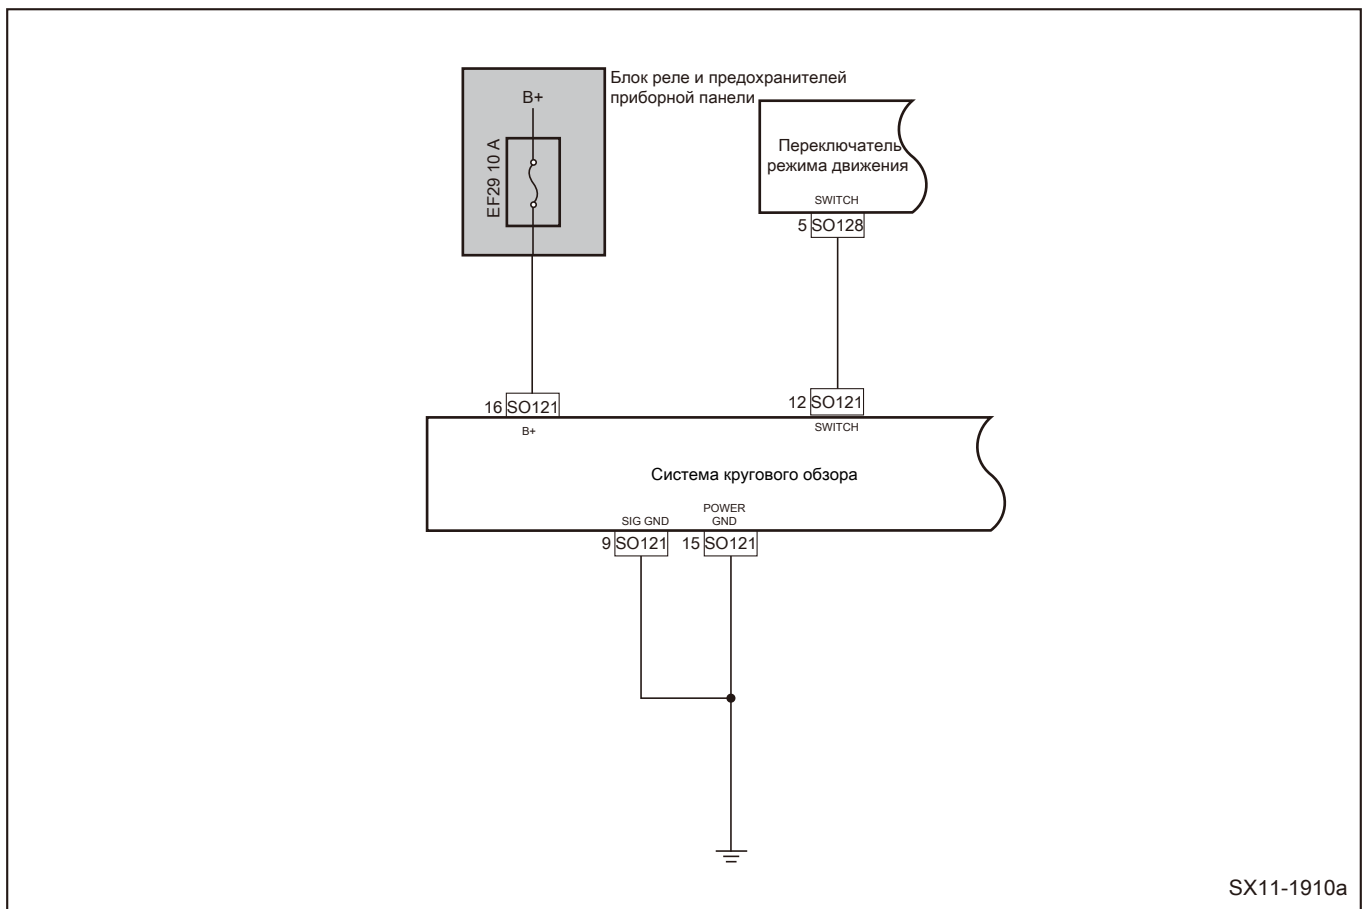 Блок реле и предохранителей
приборной панели
B+
EF29 10 A
Переключатель
режима движения
SWITCH
5 SO128
16 SO121
12 SO121
B+
SWITCH
Система кругового обзора
SIG GND
POWER
GND
9 SO121
15 SO121
SX11-1910a